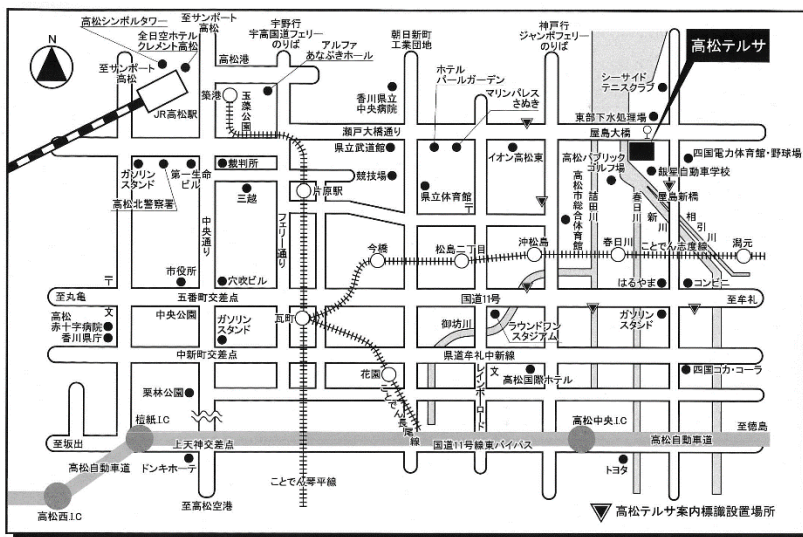 高松シンボルタワー
全日空ホテル
クレメント高松
至サンポート
高松
至サンポート
高松
宇野行
宇高国道フェリー
のりば
高松港
アルファ
あなぶきホール
朝日新町
工業団地
神戸行
ジャンボフェリー
のりば
高松テルサ
N
JR高松駅
築港
玉藻公園
香川県立
中央病院
ホテル
パールガーデン
マリンパレス
さぬき
シーサイド
テニスクラブ
東部下水処理場
瀬戸大橋通り
屋島大橋
ガソリン
スタンド
第一生命
ビル
高松北警察署
裁判所
三越
片原駅
県立武道館
競技場
県立体育館
〒
イオン高松東
高松パブリック
ゴルフ場
高松市総合体育館
四国電力体育館・野球場
銀星自動車学校
屋島新橋
中央通り
フェリー通り
詰田川
春日川
新川
相引川
今橋
松島二丁目
沖松島
春日川
ことでん志度線
潟元
〒
市役所
穴吹ビル
はるやま
コンビニ
至丸亀
五番町交差点
国道11号
至牟礼
文
高松
赤十字病院
香川県庁
中央公園
ガソリン
スタンド
瓦町
御坊川
ラウンドワン
スタジアム
ガソリン
スタンド
中新町交差点
県道牟礼中新線
花園
レインボーロード
文
高松国際ホテル
四国コカ・コーラ
栗林公園
ことでん長尾線
檀紙I.C
高松中央I.C
至坂出
上天神交差点
国道11号線東バイパス
高松自動車道
至徳島
高松自動車道
ドンキホーテ
ことでん琴平線
トヨタ
至高松空港
高松西I.C
高松テルサ案内標識設置場所